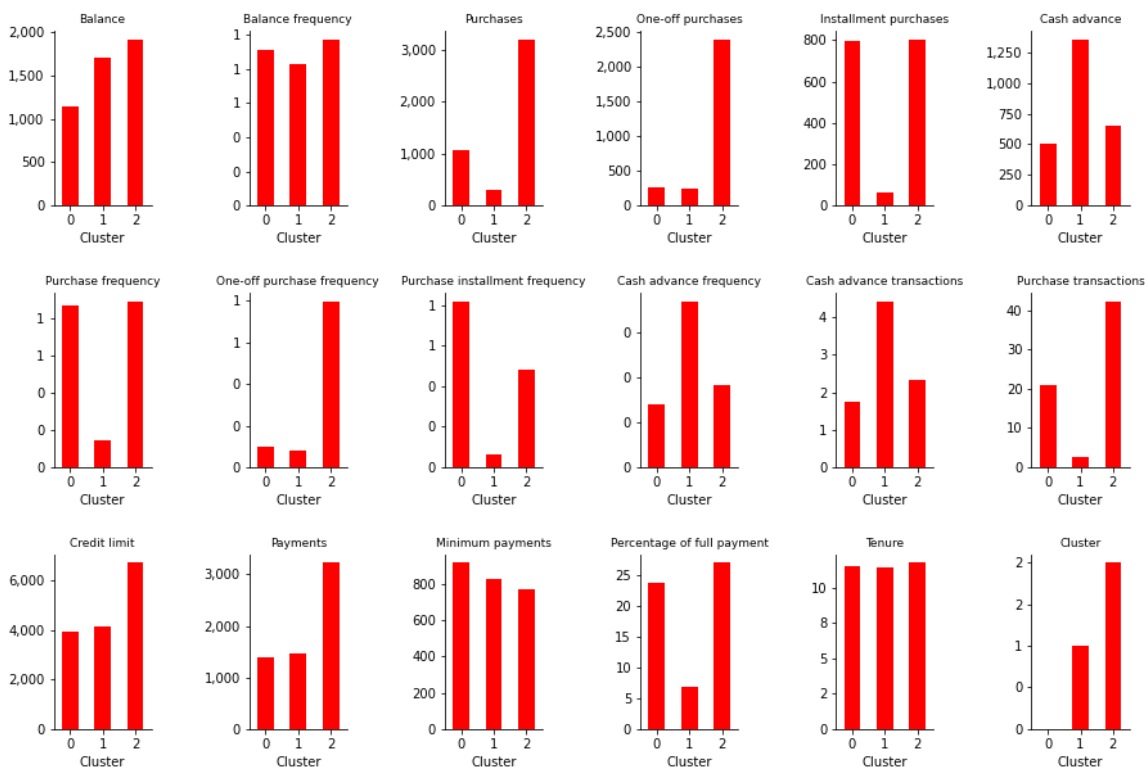 Balance
2,000
1,500
1,000
500
0
0 1 2
Cluster
Balance frequency
1
1
1
0
0
0
0 1 2
Cluster
Purchases
3,000
2,000
1,000
0
0 1 2
Cluster
One-off purchases
2,500
2,000
1,500
1,000
500
0
0 1 2
Cluster
Installment purchases
800
600
400
200
0
0 1 2
Cluster
Cash advance
1,250
1,000
750
500
250
0
0 1 2
Cluster
Purchase frequency
1
1
0
0
0
0 1 2
Cluster
One-off purchase frequency
1
1
0
0
0
0 1 2
Cluster
Purchase installment frequency
1
1
0
0
0
0 1 2
Cluster
Cash advance frequency
0
0
0
0
0 1 2
Cluster
Cash advance transactions
4
3
2
1
0
0 1 2
Cluster
Purchase transactions
40
30
20
10
0
0 1 2
Cluster
Credit limit
6,000
4,000
2,000
0
0 1 2
Cluster
Payments
3,000
2,000
1,000
0
0 1 2
Cluster
Minimum payments
800
600
400
200
0
0 1 2
Cluster
Percentage of full payment
25
20
15
10
5
0
0 1 2
Cluster
Tenure
10
8
5
2
0
0 1 2
Cluster
Cluster
2
2
1
0
0
0 1 2
Cluster